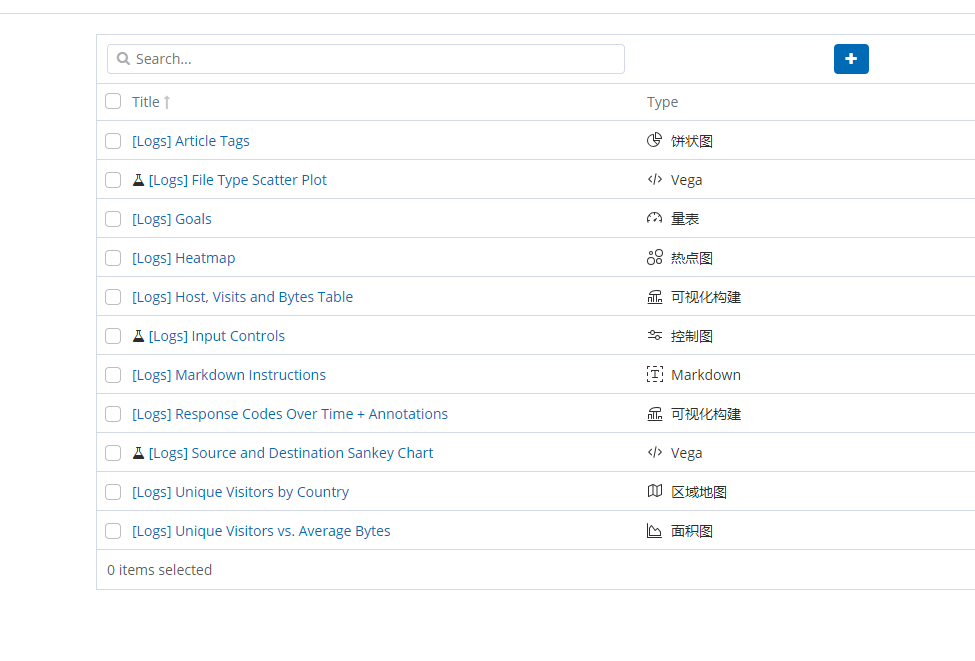 Search...
Title Type
[Logs] Article Tags 饼状图
[Logs] File Type Scatter Plot Vega
[Logs] Goals 量表
[Logs] Heatmap 热点图
[Logs] Host, Visits and Bytes Table 可视化构建
[Logs] Input Controls 控制图
[Logs] Markdown Instructions Markdown
[Logs] Response Codes Over Time + Annotations 可视化构建
[Logs] Source and Destination Sankey Chart Vega
[Logs] Unique Visitors by Country 区域地图
[Logs] Unique Visitors vs. Average Bytes 面积图
0 items selected